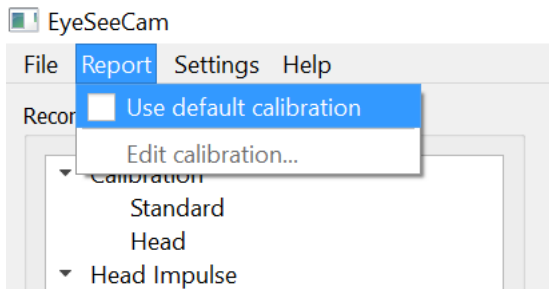 EyeSeeCam
File Report Settings Help
Use default calibration
Edit calibration...
Calibration
Standard
Head
Head Impulse